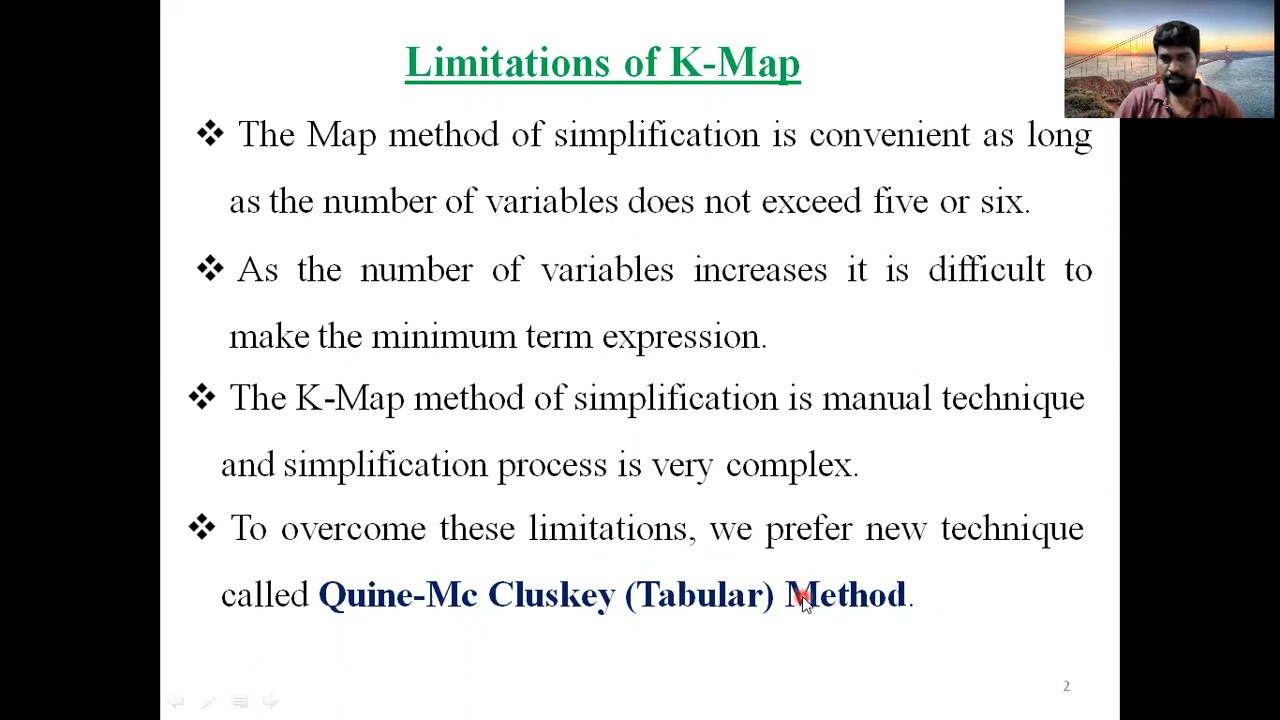 Limitations of K-Map
❖ The Map method of simplification is convenient as long
as the number of variables does not exceed five or six.
❖ As the number of variables increases it is difficult to
make the minimum term expression.
❖ The K-Map method of simplification is manual technique
and simplification process is very complex.
❖ To overcome these limitations, we prefer new technique
called Quine-Mc Cluskey (Tabular) Method.
2